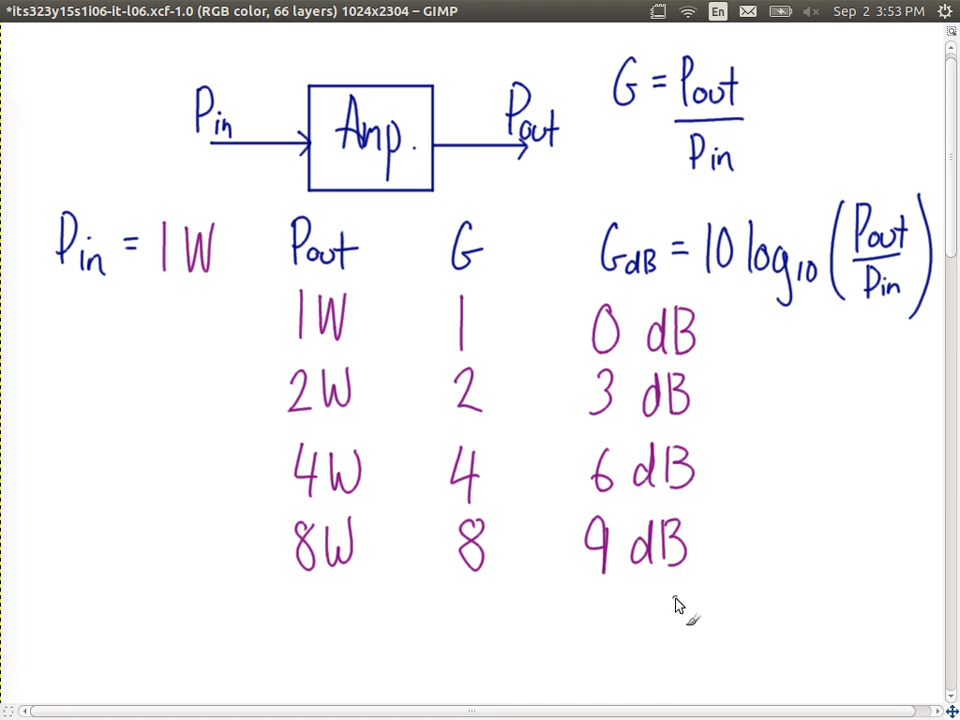 *its323y15s1i06-it-l06.xcf-1.0 (RGB color, 66 layers) 1024x2304 – GIMP En Sep 2 3:53 PM
Pin Amp. Pout G = Pout / Pin
Pin = 1W Pout G GdB = 10 log10 (Pout / Pin)
1W 1 0 dB
2W 2 3 dB
4W 4 6 dB
8W 8 9 dB